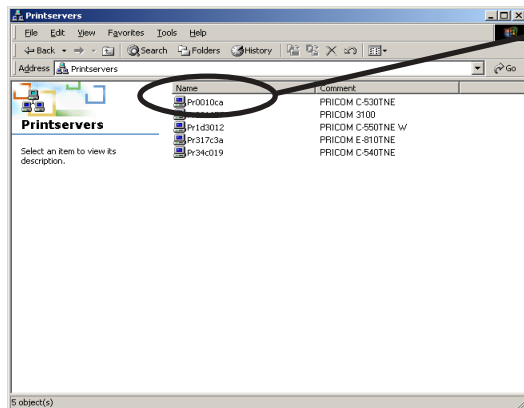 Printservers
File Edit View Favorites Tools Help
Back Search Folders History
Address Printservers Go
Name Comment
Printservers
Select an item to view its
description.
Pr0010ca PRICOM C-530TNE
PRICOM 3100
Pr1d3012 PRICOM C-550TNE W
Pr317c3a PRICOM E-810TNE
Pr34c019 PRICOM C-540TNE
5 object(s)